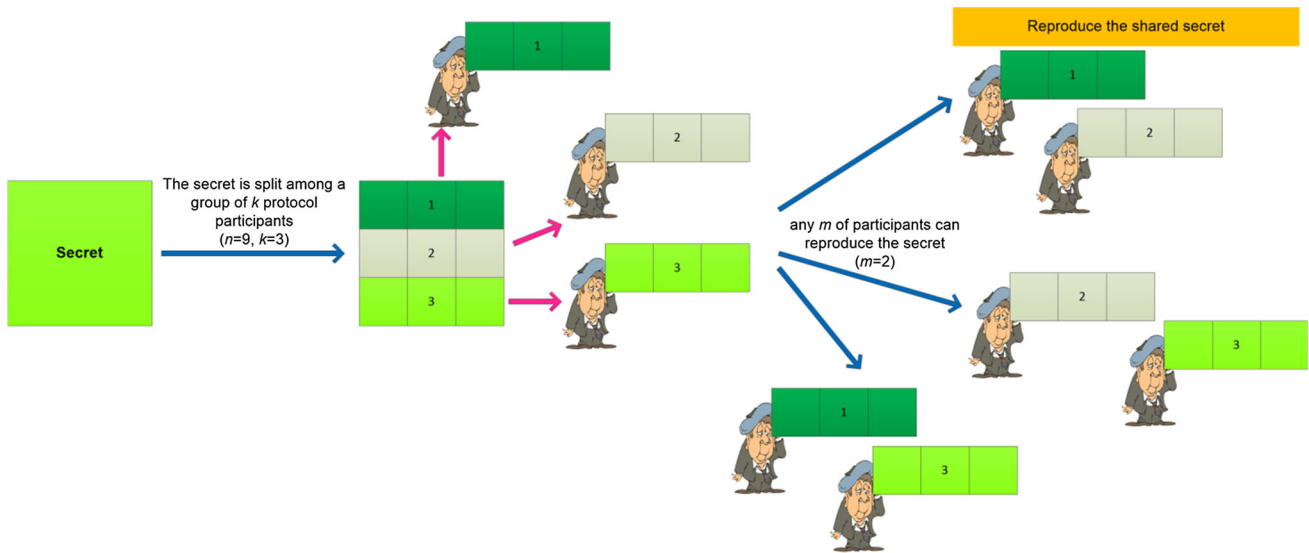 Secret
The secret is split among a
group of k protocol
participants
(n=9, k=3)
1
2
3
1
2
3
any m of participants can
reproduce the secret
(m=2)
Reproduce the shared secret
1
2
2
3
1
3